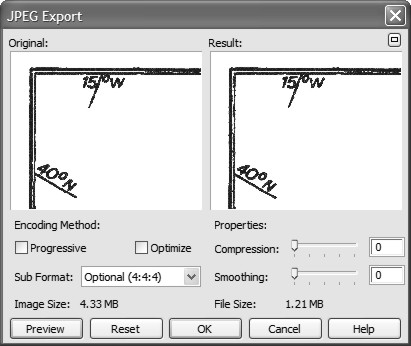 JPEG Export
Original: Result:
15/°W 15/°W
40°N 40°N
Encoding Method: Properties:
Progressive Optimize Compression: 0
Sub Format: Optional (4:4:4) Smoothing: 0
Image Size: 4.33 MB File Size: 1.21 MB
Preview Reset OK Cancel Help